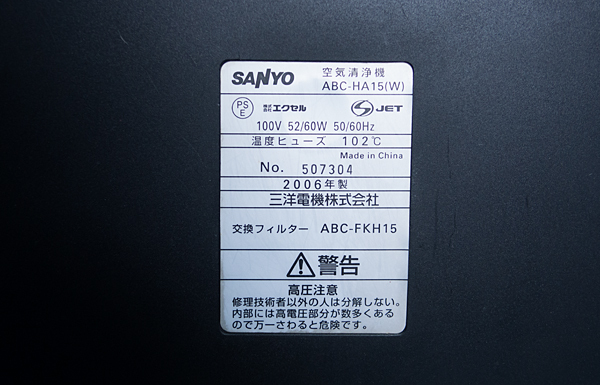 SANYO 空気清浄機
ABC-HA15(W)
PS
E
株式会社 エクセル
S JET
100V 52/60W 50/60Hz
温度ヒューズ 102℃
Made in China
No. 507304
2006年製
三洋電機株式会社
交換フィルター ABC-FKH15
警告
高圧注意
修理技術者以外の人は分解しない。
内部には高電圧部分が数多くある
ので万一さわると危険です。